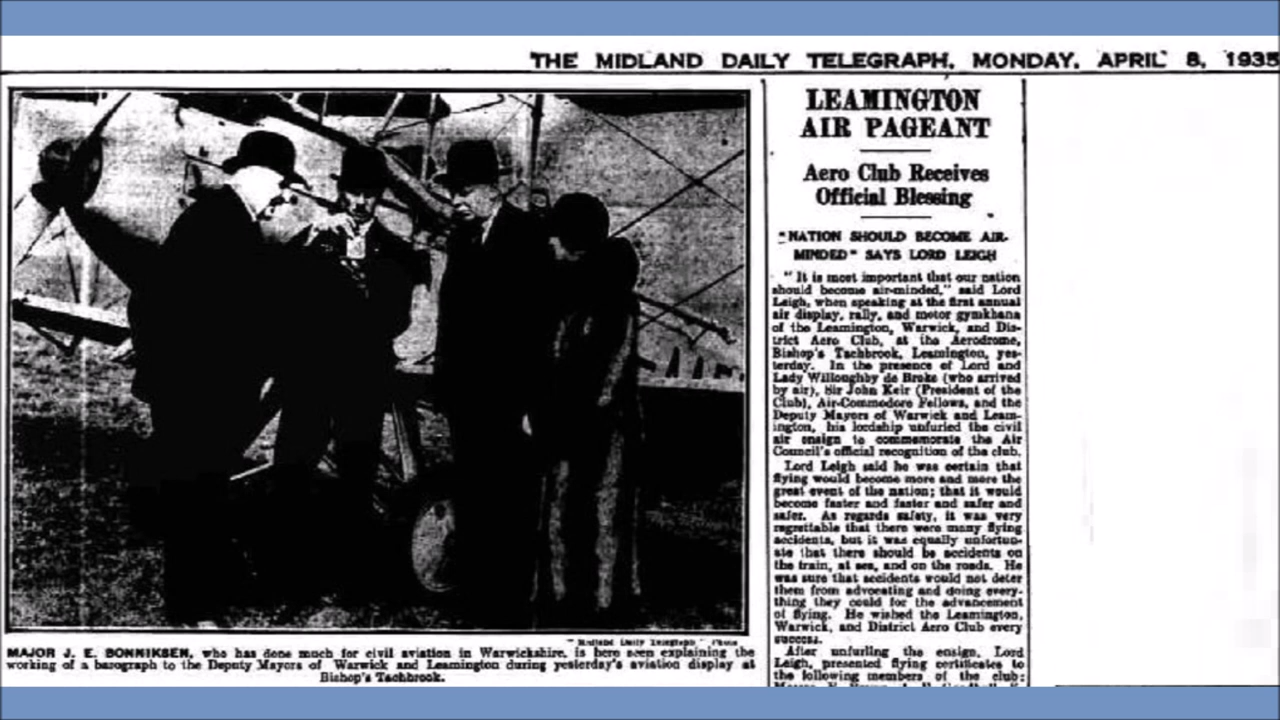 THE MIDLAND DAILY TELEGRAPH, MONDAY, APRIL 8, 1935
"Midland Daily Telegraph" Photo
MAJOR J. E. BONNIKSEN, who has done much for civil aviation in Warwickshire, is here seen explaining the
working of a barograph to the Deputy Mayors of Warwick and Leamington during yesterday's aviation display at
Bishop's Tachbrook.
LEAMINGTON
AIR PAGEANT
Aero Club Receives
Official Blessing
"NATION SHOULD BECOME AIR-
MINDED" SAYS LORD LEIGH
"It is most important that our nation
should become air-minded," said Lord
Leigh, when speaking at the first annual
air display, rally, and motor gymkhana
of the Leamington, Warwick, and Dis-
trict Aero Club, at the Aerodrome,
Bishop's Tachbrook, Leamington, yes-
terday. In the presence of Lord and
Lady Willoughby de Broke (who arrived
by air), Sir John Keir (President of the
Club), Air-Commodore Fellows, and the
Deputy Mayors of Warwick and Leam-
ington, his lordship unfurled the civil
air ensign to commemorate the Air
Council's official recognition of the club.
Lord Leigh said he was certain that
flying would become more and more the
great event of the nation; that it would
become faster and faster and safer and
safer. As regards safety, it was very
regrettable that there were many flying
accidents, but it was equally unfortun-
ate that there should be accidents on
the train, at sea, and on the roads. He
was sure that accidents would not deter
them from advocating and doing every-
thing they could for the advancement
of flying. He wished the Leamington,
Warwick, and District Aero Club every
success.
After unfurling the ensign, Lord
Leigh, presented flying certificates to
the following members of the club: